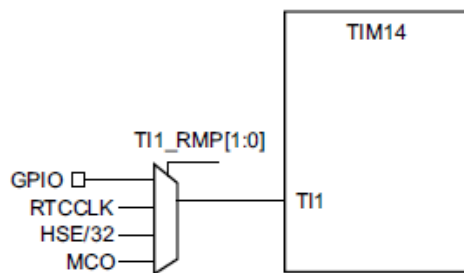 TIM14
TI1_RMP[1:0]
GPIO
RTCCLK
TI1
HSE/32
MCO